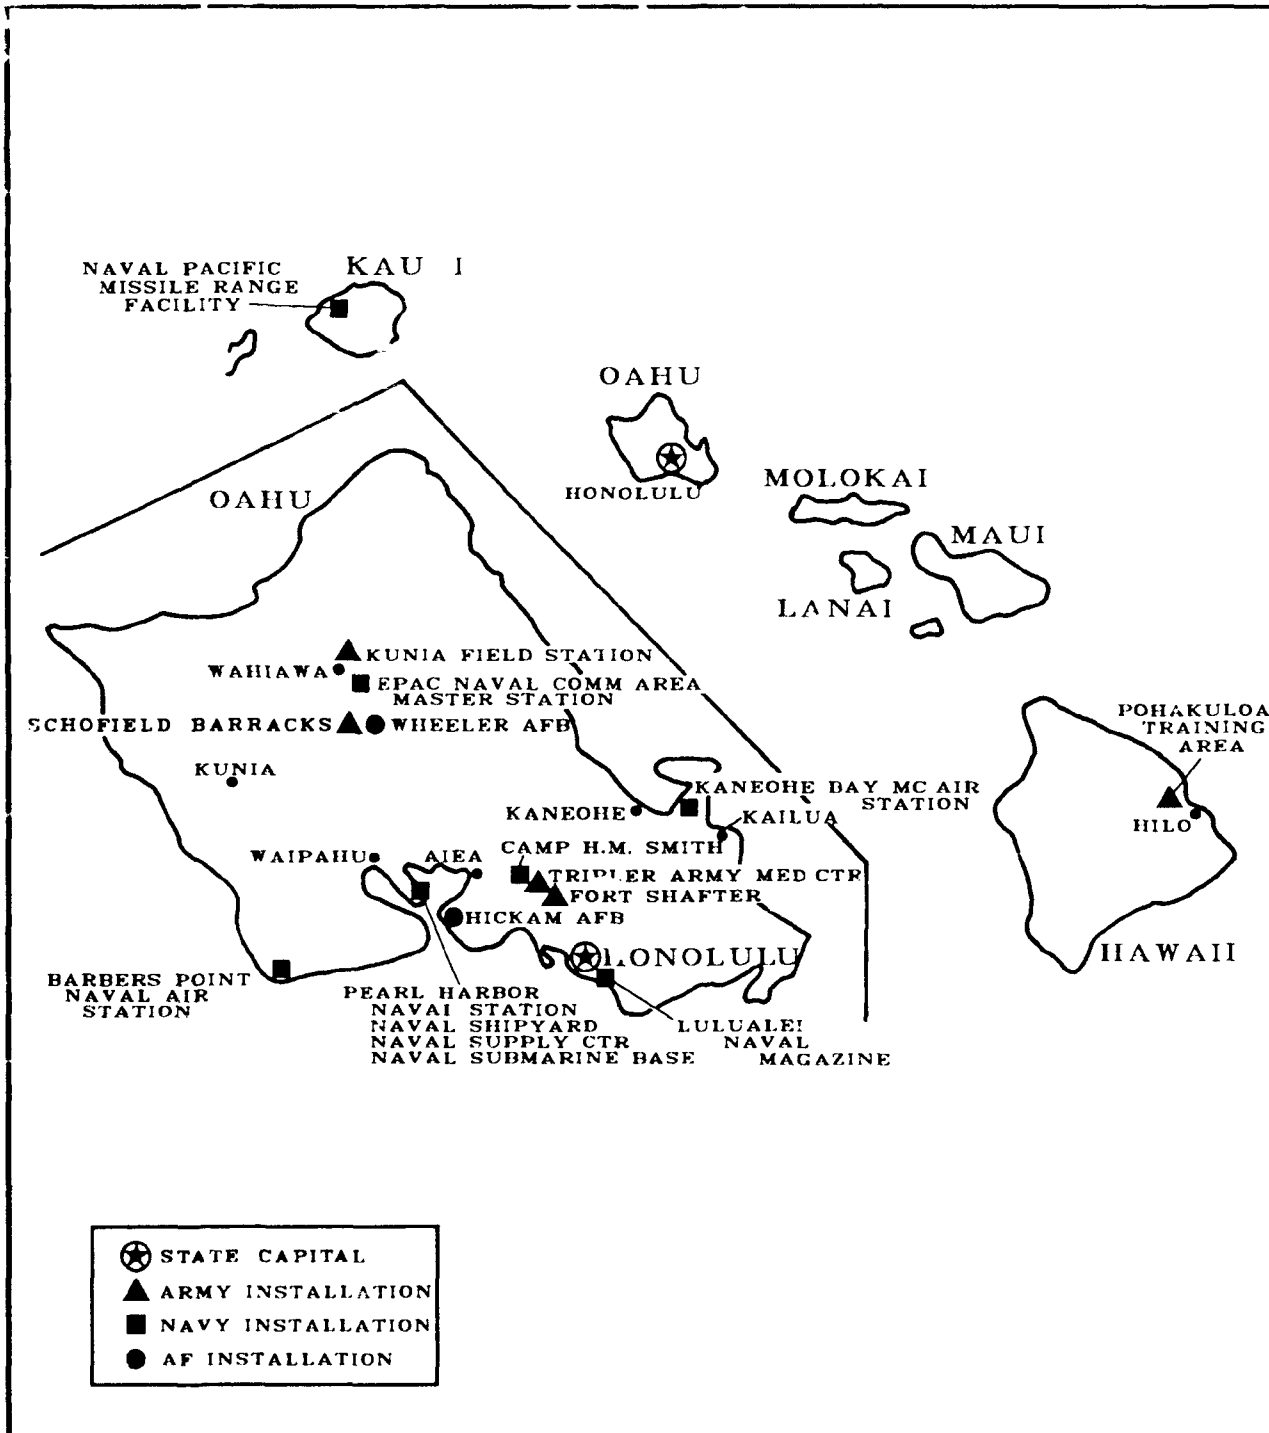 NAVAL PACIFIC
MISSILE RANGE
FACILITY
KAU I
OAHU
HONOLULU
MOLOKAI
MAUI
LANAI
OAHU
KUNIA FIELD STATION
WAHIAWA
EPAC NAVAL COMM AREA
MASTER STATION
SCHOFIELD BARRACKS
WHEELER AFB
KUNIA
KANEOHE BAY MC AIR
STATION
KANEOHE
KAILUA
CAMP H.M. SMITH
WAIPAHU
AIEA
TRIPLER ARMY MED CTR
FORT SHAFTER
HICKAM AFB
LONOLULU
BARBERS POINT
NAVAL AIR
STATION
PEARL HARBOR
NAVAI STATION
NAVAL SHIPYARD
NAVAL SUPPLY CTR
NAVAL SUBMARINE BASE
LULUALEI
NAVAL
MAGAZINE
POHAKULOA
TRAINING
AREA
HILO
HAWAII
STATE CAPITAL
ARMY INSTALLATION
NAVY INSTALLATION
AF INSTALLATION